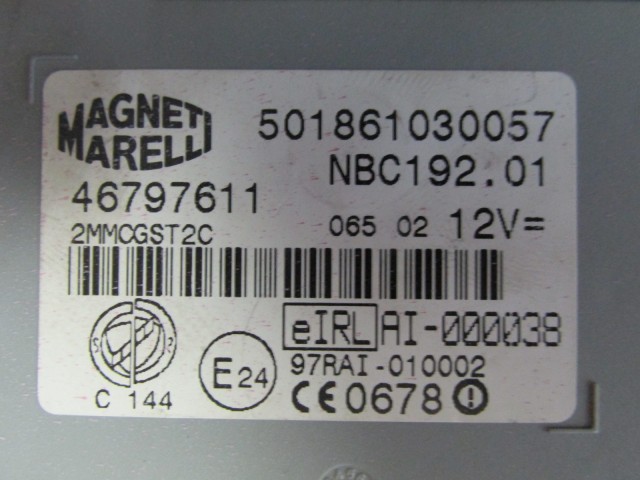 MAGNETI
MARELLI
501861030057
NBC192.01
46797611
065 02 12V=
2MMCGST2C
eIRL AI-000038
97RAI-010002
E24
C 144
CE0678